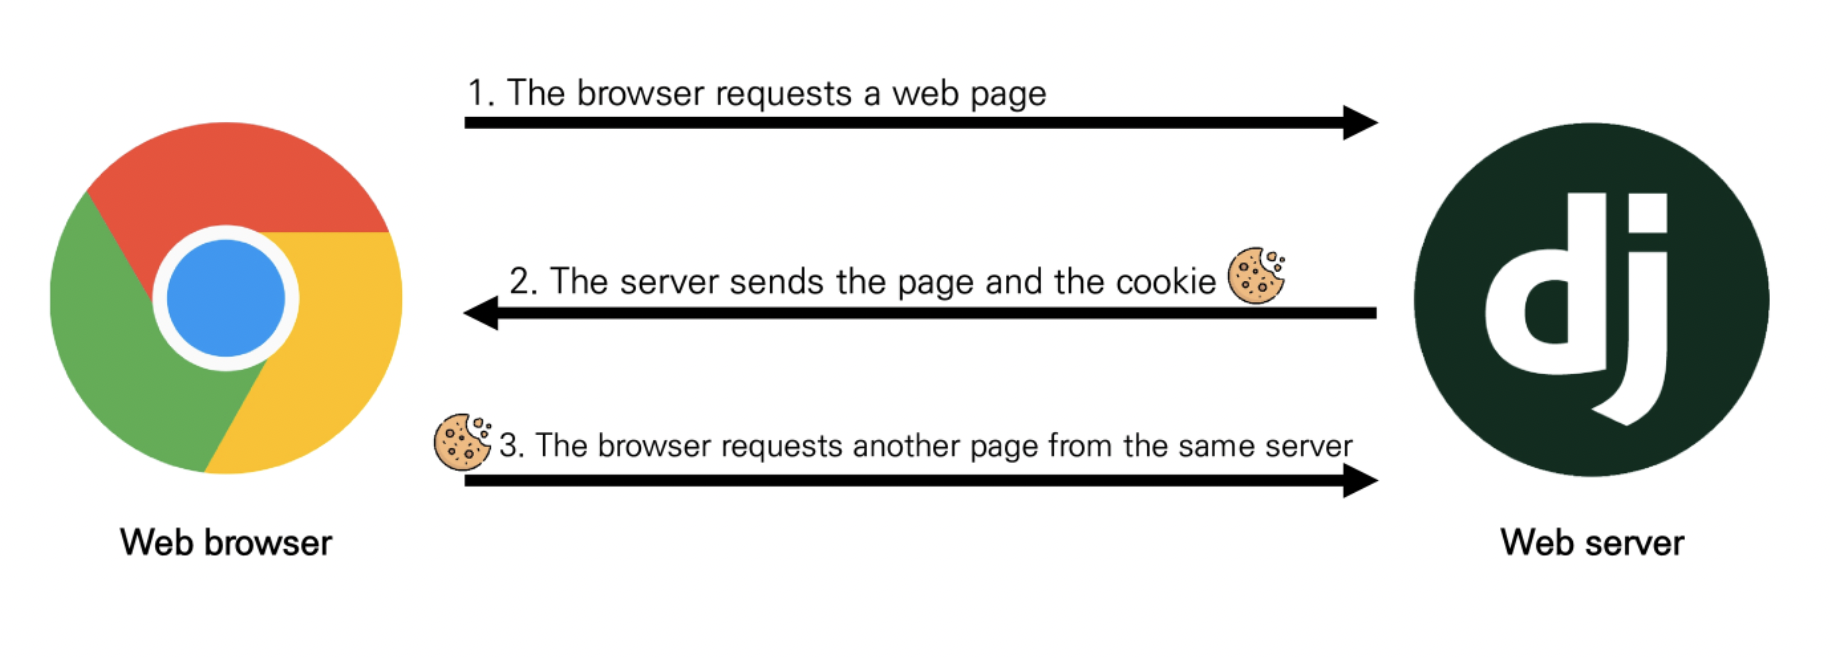 1. The browser requests a web page
2. The server sends the page and the cookie
3. The browser requests another page from the same server
dj
Web browser
Web server